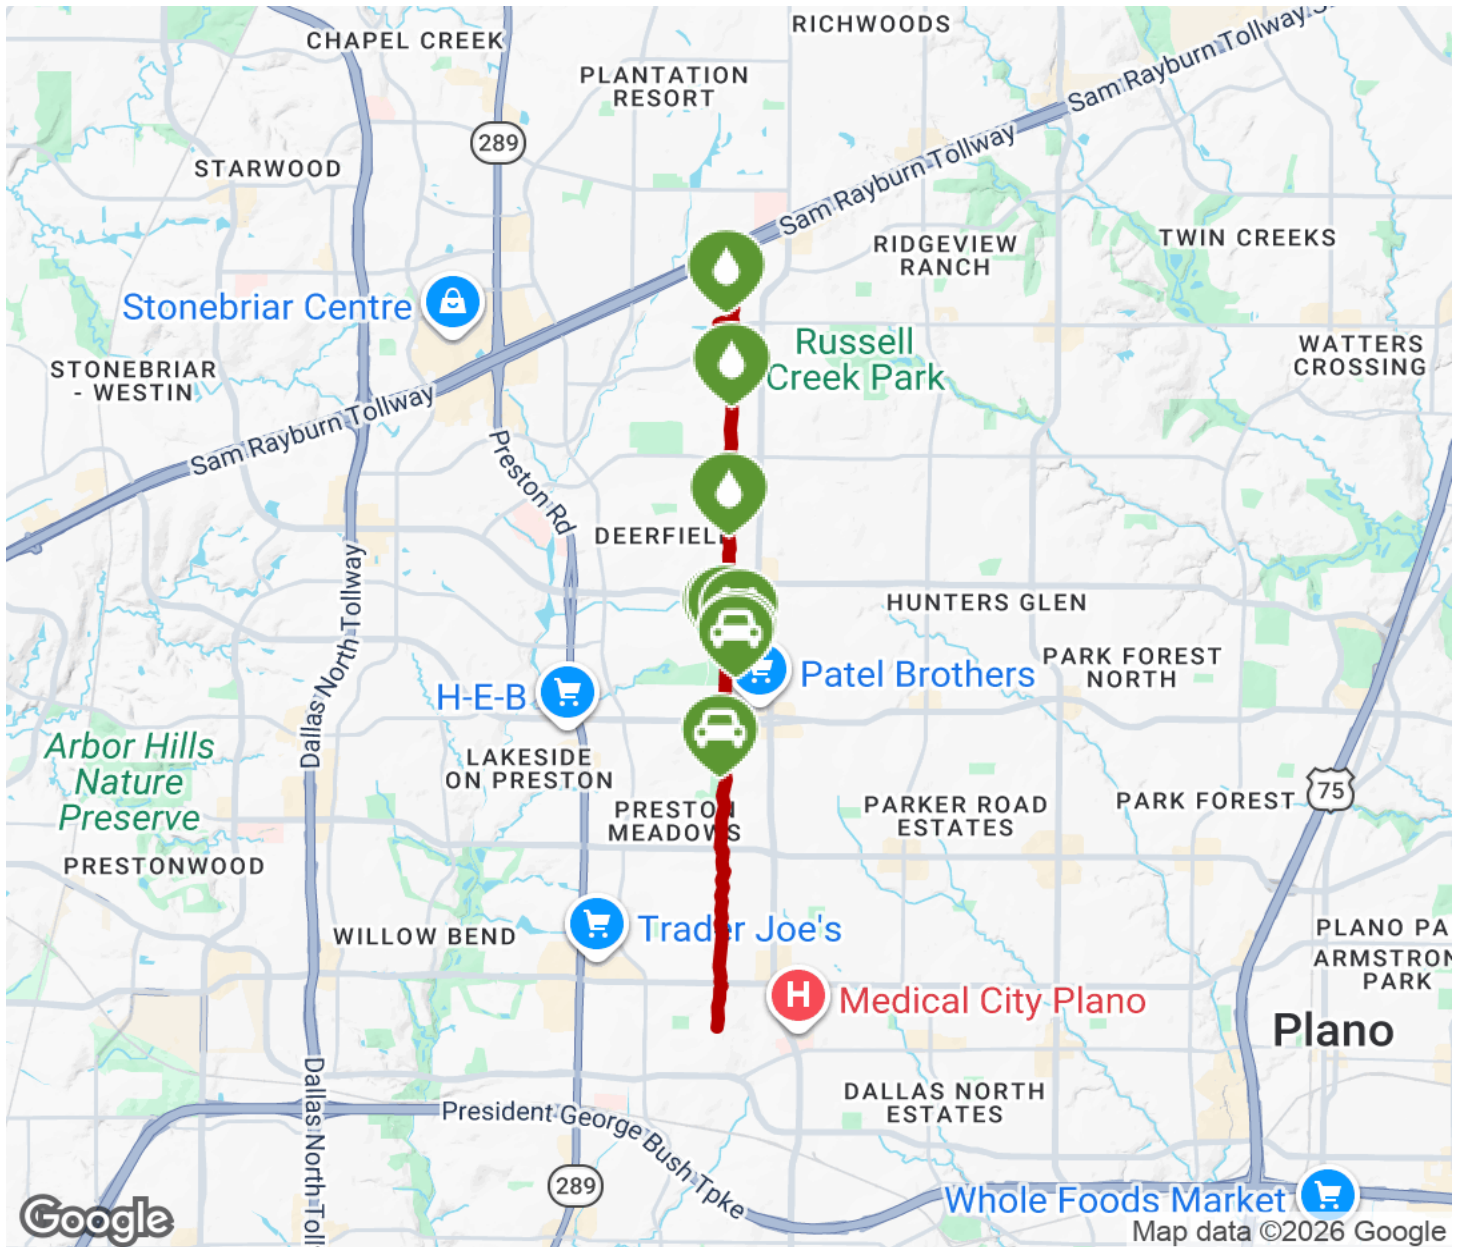 CHAPEL CREEK
RICHWOODS
PLANTATION
RESORT
Sam Rayburn Tollway
289
STARWOOD
Sam Rayburn Tollway
RIDGEVIEW
RANCH
TWIN CREEKS
Stonebriar Centre
Russell
Creek Park
WATTERS
CROSSING
STONEBRIAR
- WESTIN
Sam Rayburn Tollway
Preston Rd
DEERFIEL
Dallas North Tollway
HUNTERS GLEN
PARK FOREST
NORTH
Patel Brothers
H-E-B
Arbor Hills
Nature
Preserve
LAKESIDE
ON PRESTON
75
PARK FOREST
PRESTON
MEADOWS
PARKER ROAD
ESTATES
PRESTONWOOD
Trader Joe's
WILLOW BEND
PLANO PA
ARMSTRON
PARK
H
Medical City Plano
Plano
Dallas North Toll
DALLAS NORTH
ESTATES
President George Bush Tpke
289
Whole Foods Market
Google
Map data ©2026 Google